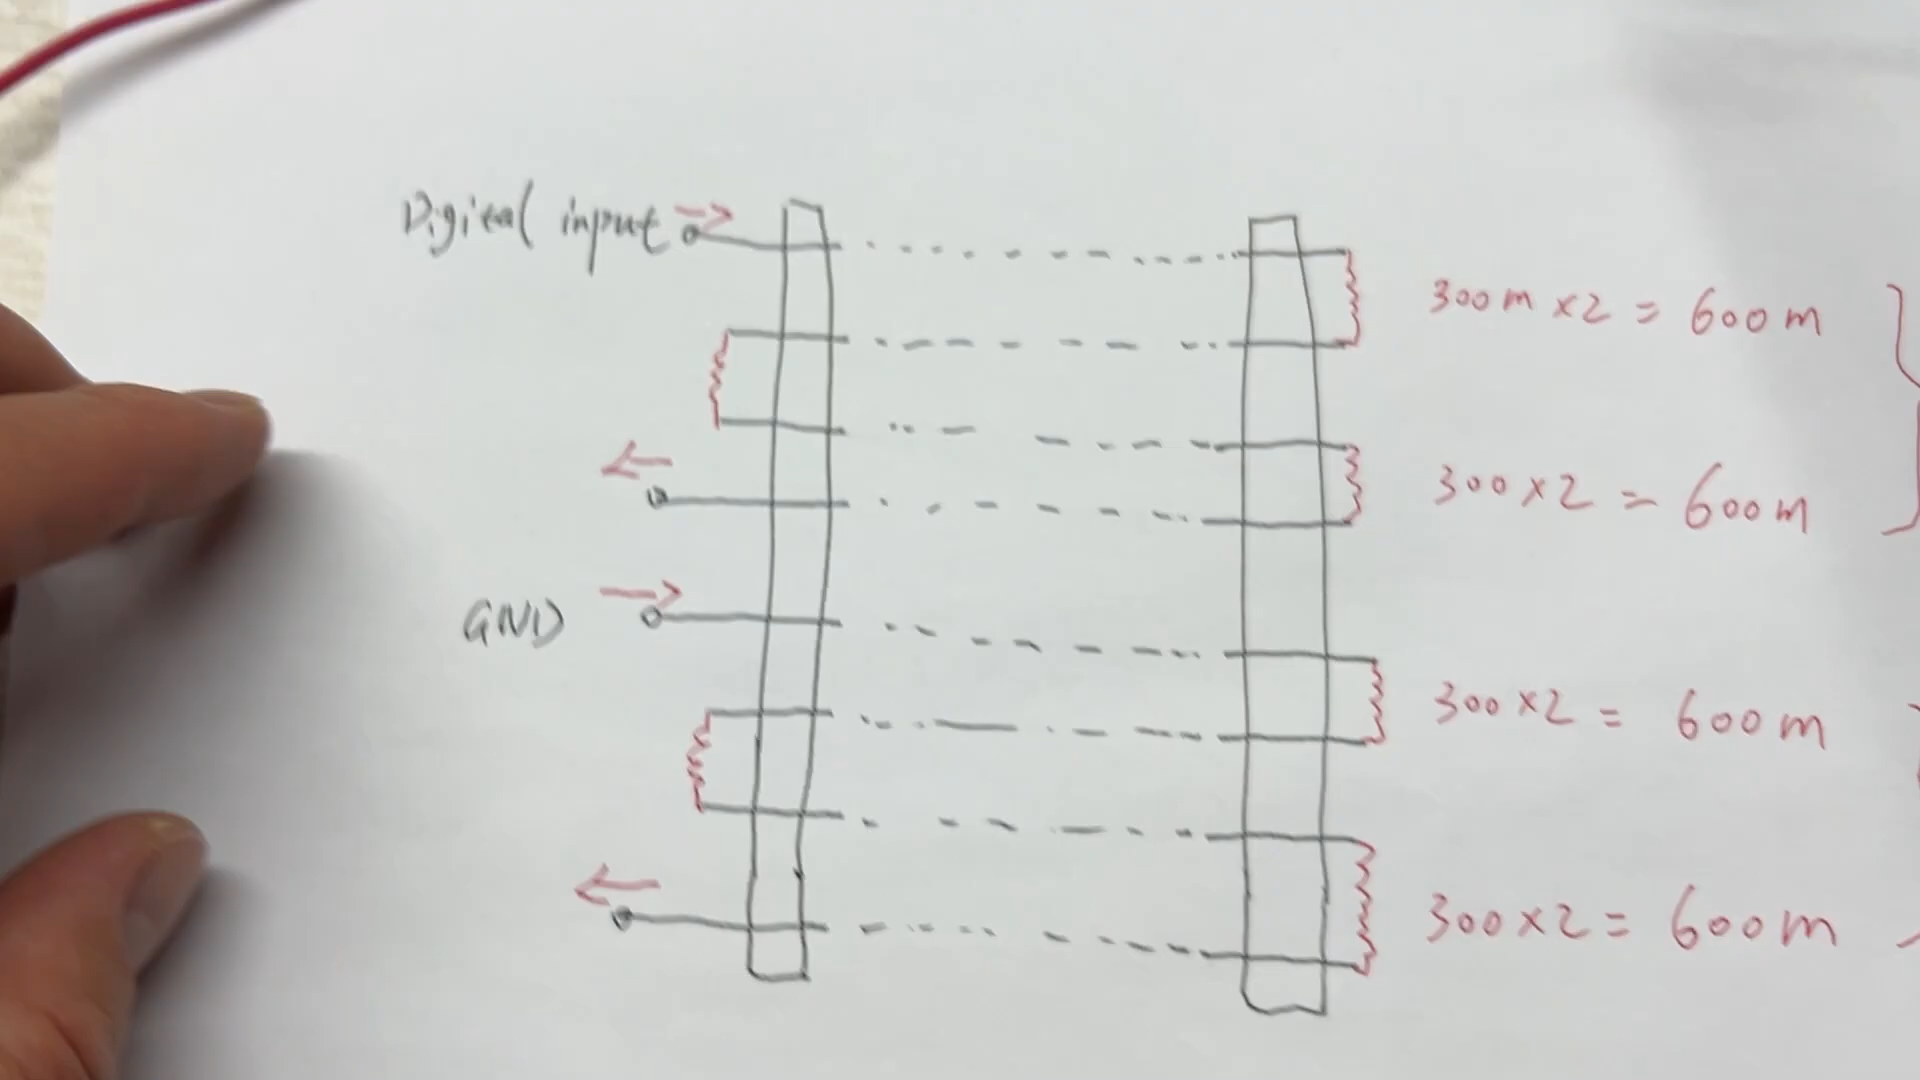 Digital input
300m x2 = 600m
300 x2 = 600m
GND
300 x2 = 600m
300 x2 = 600m